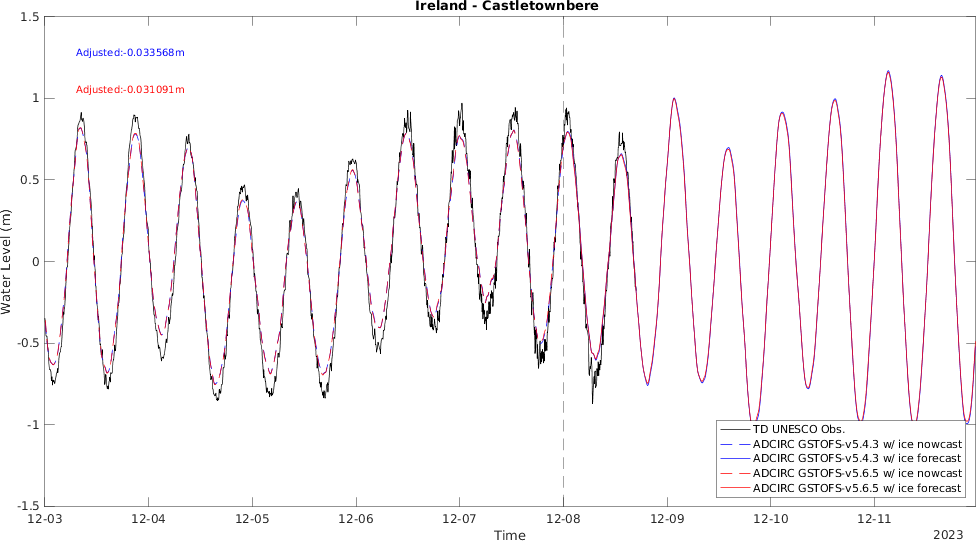 Ireland - Castletownbere
1.5
Adjusted:-0.033568m
Adjusted:-0.031091m
1
0.5
0
-0.5
-1
-1.5
Water Level (m)
TD UNESCO Obs.
ADCIRC GSTOFS-v5.4.3 w/ ice nowcast
ADCIRC GSTOFS-v5.4.3 w/ ice forecast
ADCIRC GSTOFS-v5.6.5 w/ ice nowcast
ADCIRC GSTOFS-v5.6.5 w/ ice forecast
12-03 12-04 12-05 12-06 12-07 12-08 12-09 12-10 12-11
Time
2023